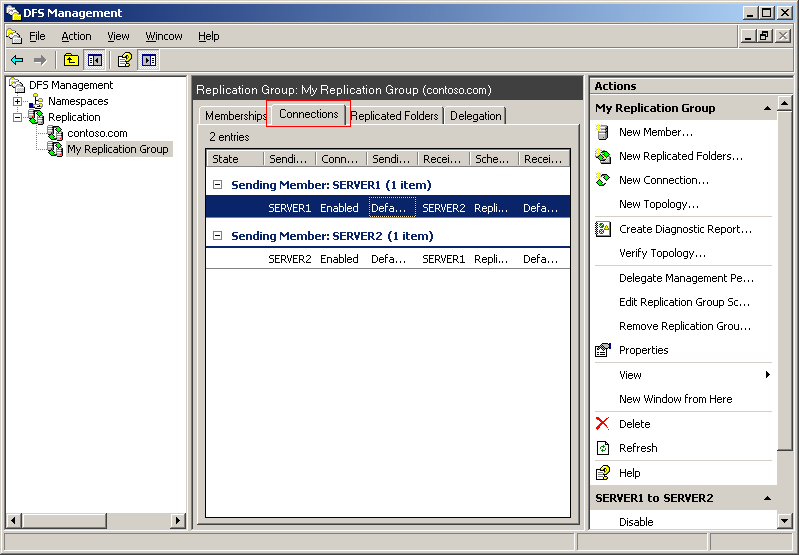 DFS Management
File Action View Wincow Help
DFS Management
Namespaces
Replication
contoso.com
My Replication Group
Replication Group: My Replication Group (contoso.com)
Memberships Connections Replicated Folders Delegation
2 entries
State Sendi... Conn... Sendi... Recei... Sche... Recei...
Sending Member: SERVER1 (1 item)
SERVER1 Enabled Defa... SERVER2 Repli... Defa...
Sending Member: SERVER2 (1 item)
SERVER2 Enabled Defa... SERVER1 Repli... Defa...
Actions
My Replication Group
New Member...
New Replicated Folders...
New Connection...
New Topology...
Create Diagnostic Report...
Verify Topology...
Delegate Management Pe...
Edit Replication Group Sc...
Remove Replication Grou...
Properties
View
New Window from Here
Delete
Refresh
Help
SERVER1 to SERVER2
Disable